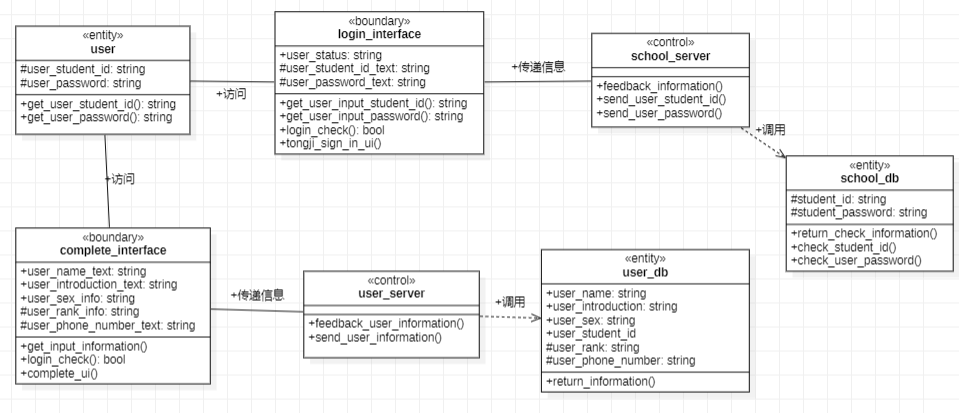 «entity»
user
#user_student_id: string
#user_password: string
+get_user_student_id(): string
+get_user_password(): string
+访问
«boundary»
login_interface
+user_status: string
#user_student_id_text: string
#user_password_text: string
+get_user_input_student_id(): string
+get_user_input_password(): string
+login_check(): bool
+tongji_sign_in_ui()
+传递信息
«control»
school_server
+feedback_information()
+send_user_student_id()
+send_user_password()
+调用
«entity»
school_db
#student_id: string
#student_password: string
+return_check_information()
+check_student_id()
+check_user_password()
+访问
«boundary»
complete_interface
+user_name_text: string
+user_introduction_text: string
+user_sex_info: string
#user_rank_info: string
#user_phone_number_text: string
+get_input_information()
+login_check(): bool
+complete_ui()
+传递信息
«control»
user_server
+feedback_user_information()
+send_user_information()
+调用
«entity»
user_db
+user_name: string
+user_introduction: string
+user_sex: string
+user_student_id
#user_rank: string
#user_phone_number: string
+return_information()